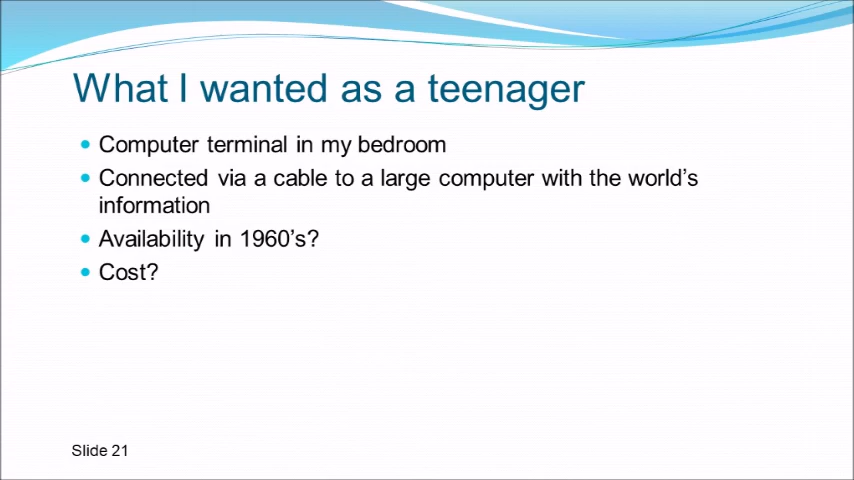 What I wanted as a teenager
Computer terminal in my bedroom
Connected via a cable to a large computer with the world's
information
Availability in 1960's?
Cost?
Slide 21